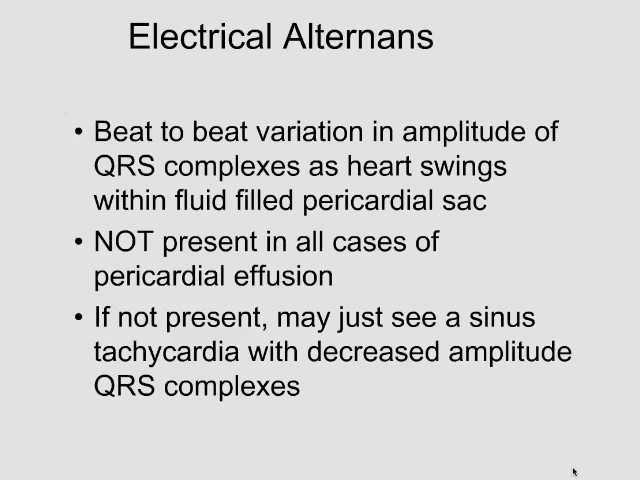 Electrical Alternans
• Beat to beat variation in amplitude of
QRS complexes as heart swings
within fluid filled pericardial sac
• NOT present in all cases of
pericardial effusion
• If not present, may just see a sinus
tachycardia with decreased amplitude
QRS complexes